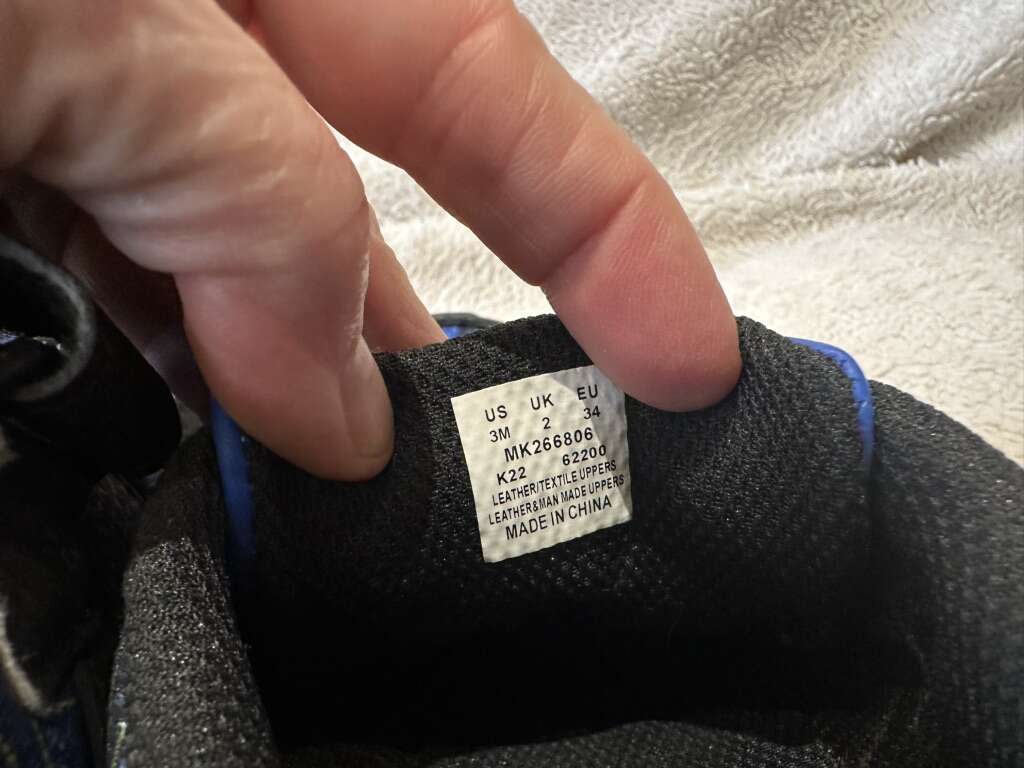 US UK EU
3M 2 34
MK266806
K22 62200
LEATHER/TEXTILE UPPERS
LEATHER&MAN MADE UPPERS
MADE IN CHINA